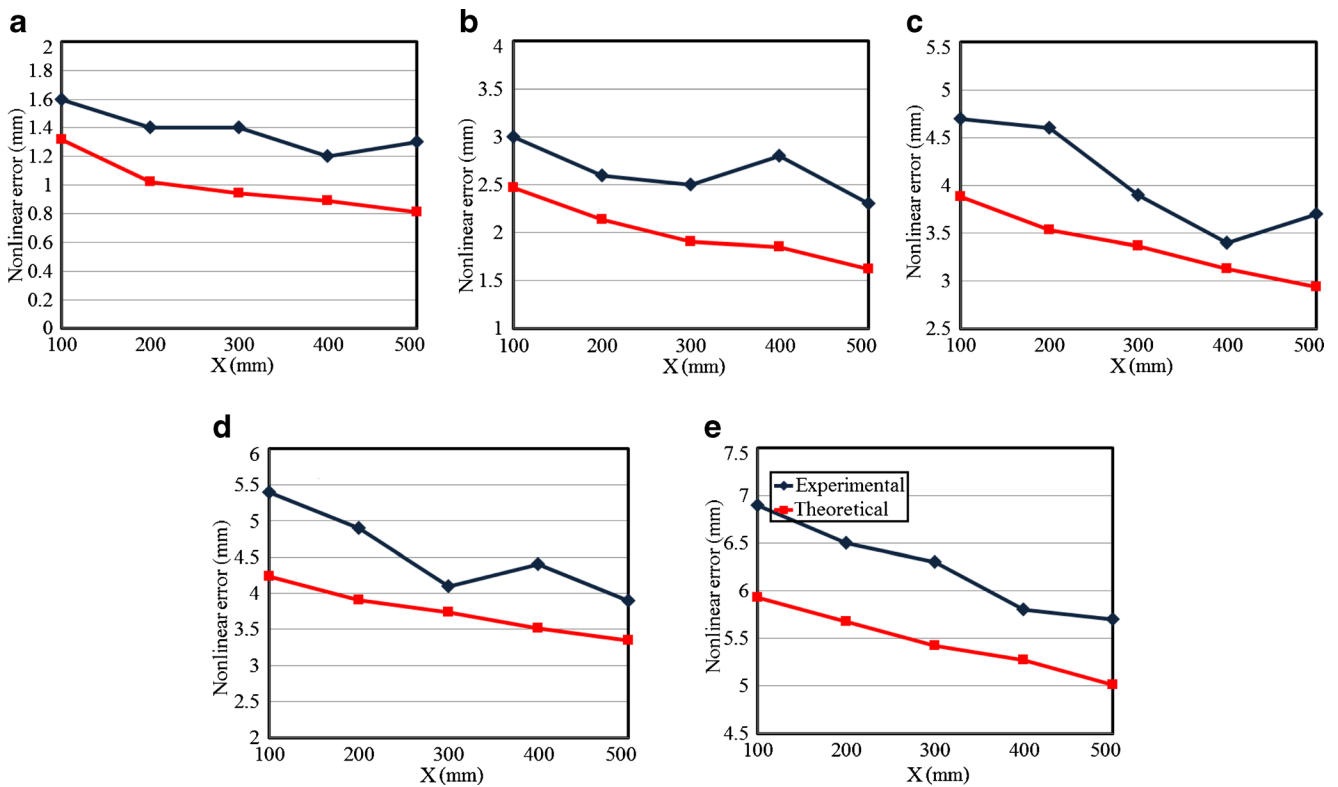 a
2
1.8
1.6
1.4
1.2
1
0.8
0.6
0.4
0.2
0
Nonlinear error (mm)
100 200 300 400 500
X (mm)
b
4
3.5
3
2.5
2
1.5
1
Nonlinear error (mm)
100 200 300 400 500
X (mm)
c
5.5
5
4.5
4
3.5
3
2.5
Nonlinear error (mm)
100 200 300 400 500
X (mm)
d
6
5.5
5
4.5
4
3.5
3
2.5
2
Nonlinear error (mm)
100 200 300 400 500
X (mm)
e
7.5
7
6.5
6
5.5
5
4.5
Nonlinear error (mm)
Experimental
Theoretical
100 200 300 400 500
X (mm)